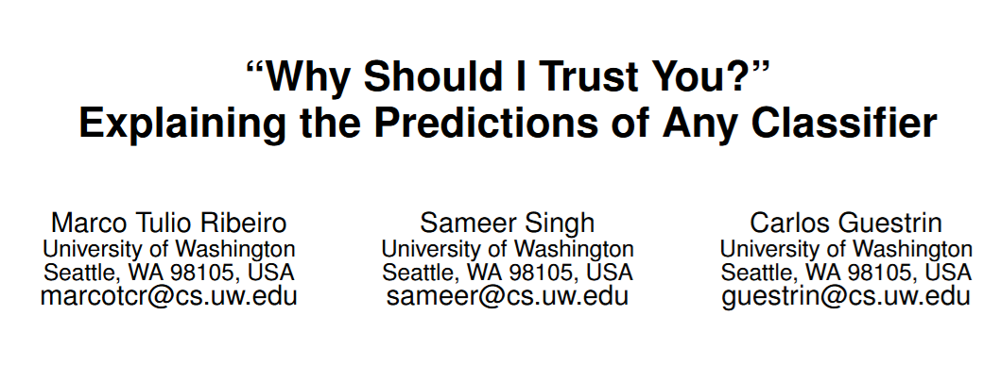 “Why Should I Trust You?”
Explaining the Predictions of Any Classifier
Marco Tulio Ribeiro
University of Washington
Seattle, WA 98105, USA
marcotcr@cs.uw.edu
Sameer Singh
University of Washington
Seattle, WA 98105, USA
sameer@cs.uw.edu
Carlos Guestrin
University of Washington
Seattle, WA 98105, USA
guestrin@cs.uw.edu